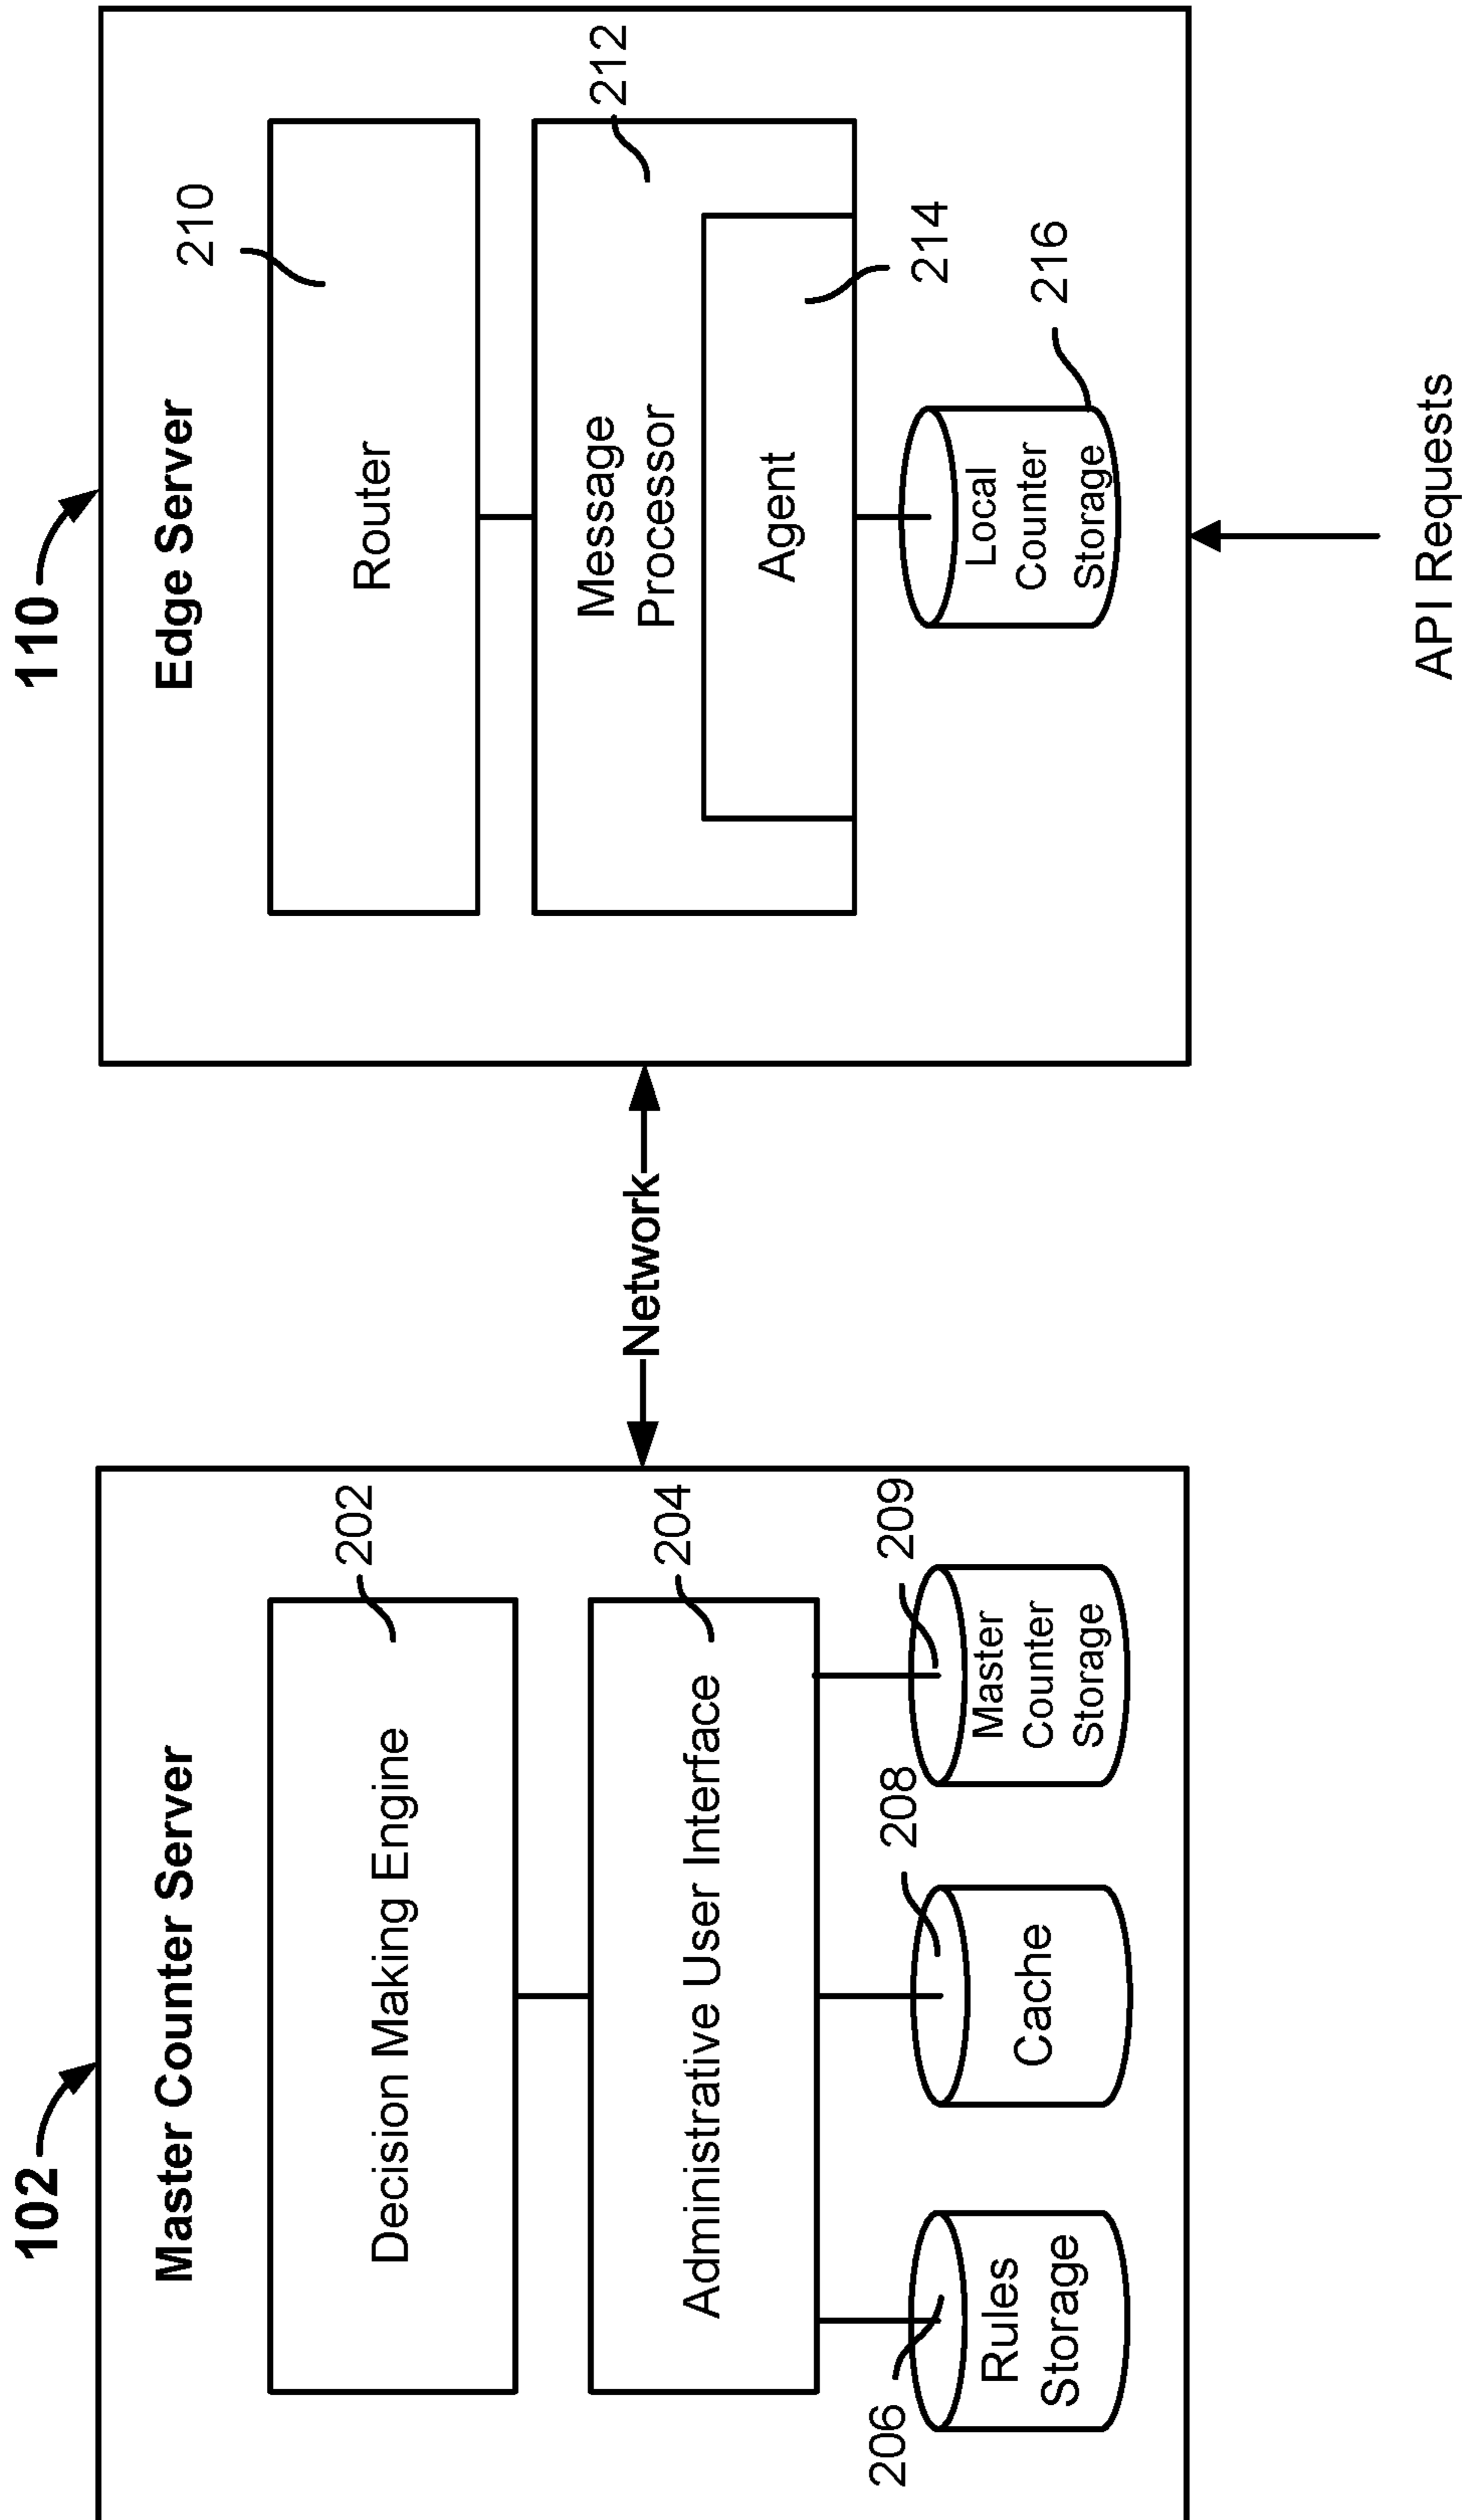 102
Master Counter Server
202
Decision Making Engine
204
Administrative User Interface
206
208
209
Rules
Storage
Cache
Master
Counter
Storage
Network
110
Edge Server
210
Router
212
Message
Processor
Agent
214
216
Local
Counter
Storage
API Requests